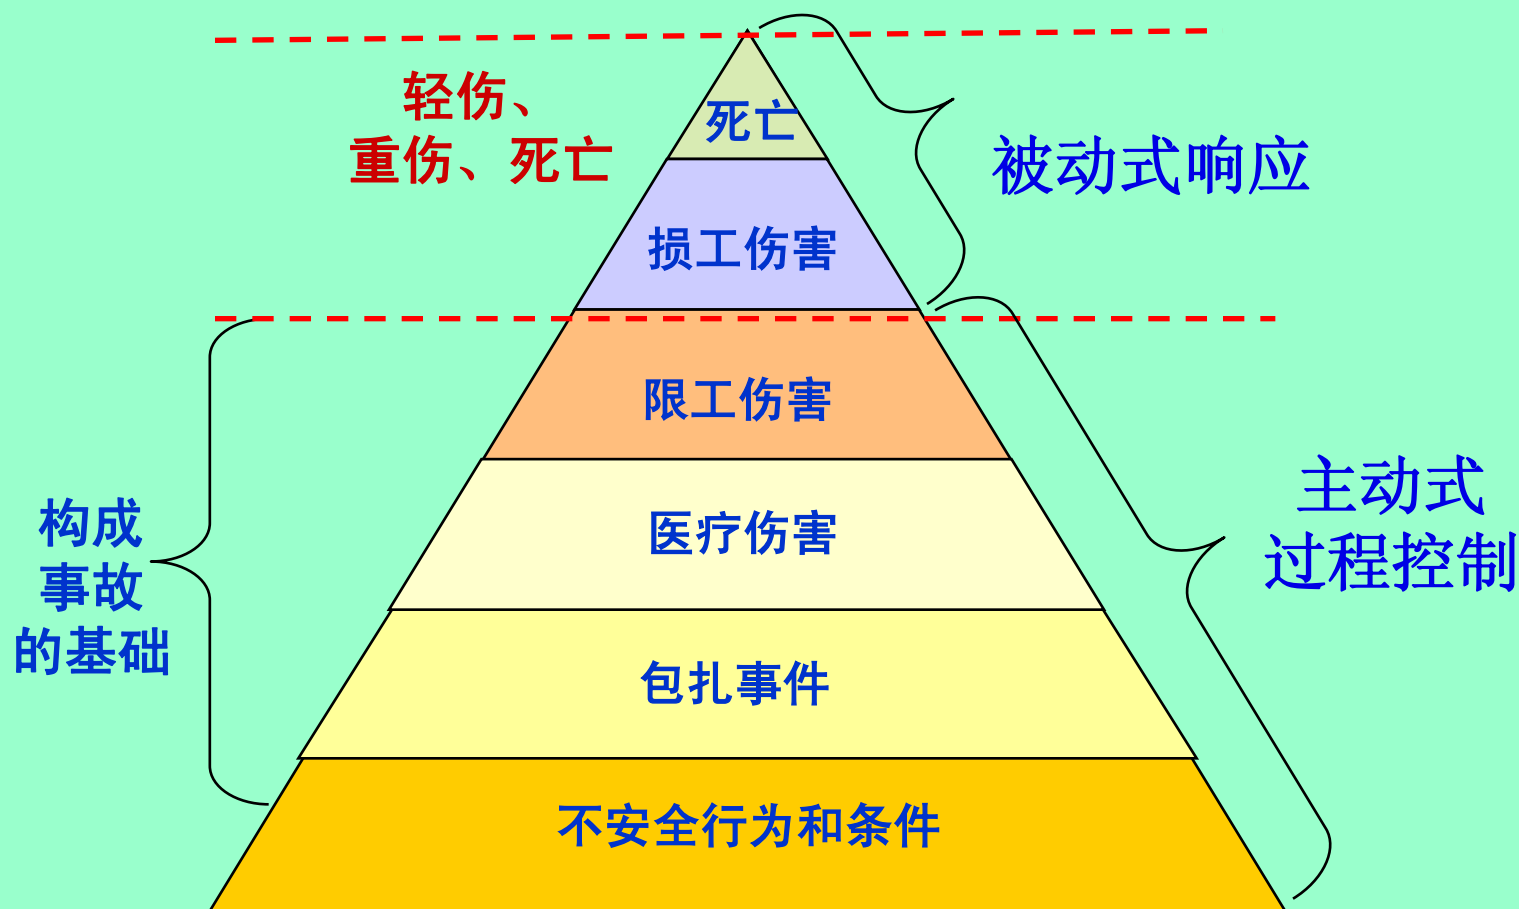 轻伤、
重伤、死亡
死亡
被动式响应
损工伤害
限工伤害
医疗伤害
包扎事件
不安全行为和条件
构成
事故
的基础
主动式
过程控制